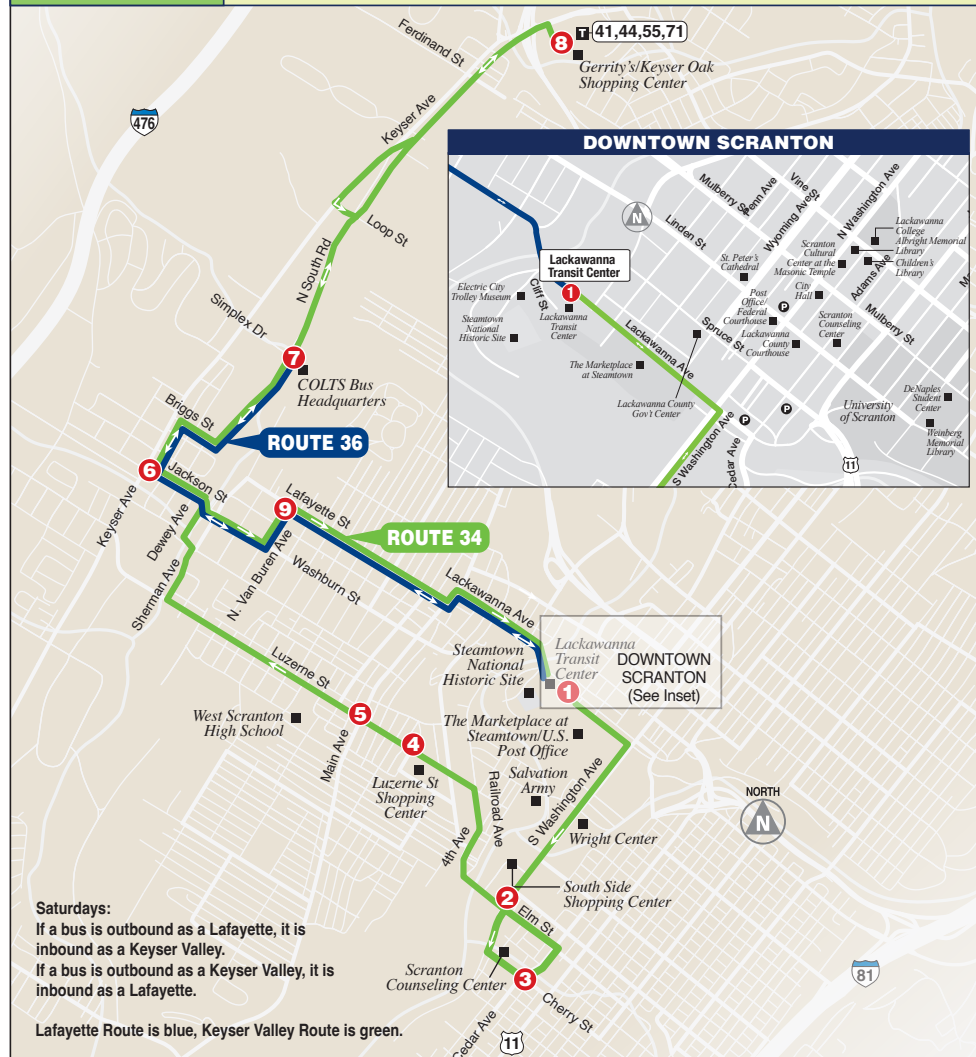 Ferdinand St
8
T
41,44,55,71
Gerrity's/Keyser Oak
Shopping Center
476
Keyser Ave
Loop St
N South Rd
Simplex Dr
7
COLTS Bus
Headquarters
Briggs St
ROUTE 36
6
Jackson St
Keyser Ave
Dewey Ave
9
Lafayette St
ROUTE 34
Sherman Ave
N. Van Buren Ave
Washburn St
Lackawanna Ave
Steamtown
National
Historic Site
Lackawanna
Transit
Center
1
DOWNTOWN
SCRANTON
(See Inset)
Luzerne St
West Scranton
High School
5
Main Ave
4
Luzerne St
Shopping
Center
The Marketplace at
Steamtown/U.S.
Post Office
Salvation
Army
Railroad Ave
S Washington Ave
Wright Center
4th Ave
NORTH
N
2
South Side
Shopping Center
Elm St
Scranton
Counseling Center
3
Cherry St
Cedar Ave
11
81
DOWNTOWN SCRANTON
N
Mulberry St
Penn Ave
Vine St
Wyoming Ave
N Washington Ave
Linden St
Lackawanna
College
Albright Memorial
Library
Children's
Library
Scranton
Cultural
Center at the
Masonic Temple
Adams Ave
St. Peter's
Cathedral
City
Hall
Mulberry St
Lackawanna
Transit Center
1
Electric City
Trolley Museum
Cliff St
Lackawanna
Transit
Center
Steamtown
National
Historic Site
Post
Office/
Federal
Courthouse
P
Spruce St
Lackawanna
County
Courthouse
Scranton
Counseling
Center
Lackawanna Ave
The Marketplace
at Steamtown
Lackawanna County
Gov't Center
DeNaples
Student
Center
University
of Scranton
Weinberg
Memorial
Library
P
P
S Washington Ave
Cedar Ave
11
Saturdays:
If a bus is outbound as a Lafayette, it is
inbound as a Keyser Valley.
If a bus is outbound as a Keyser Valley, it is
inbound as a Lafayette.
Lafayette Route is blue, Keyser Valley Route is green.